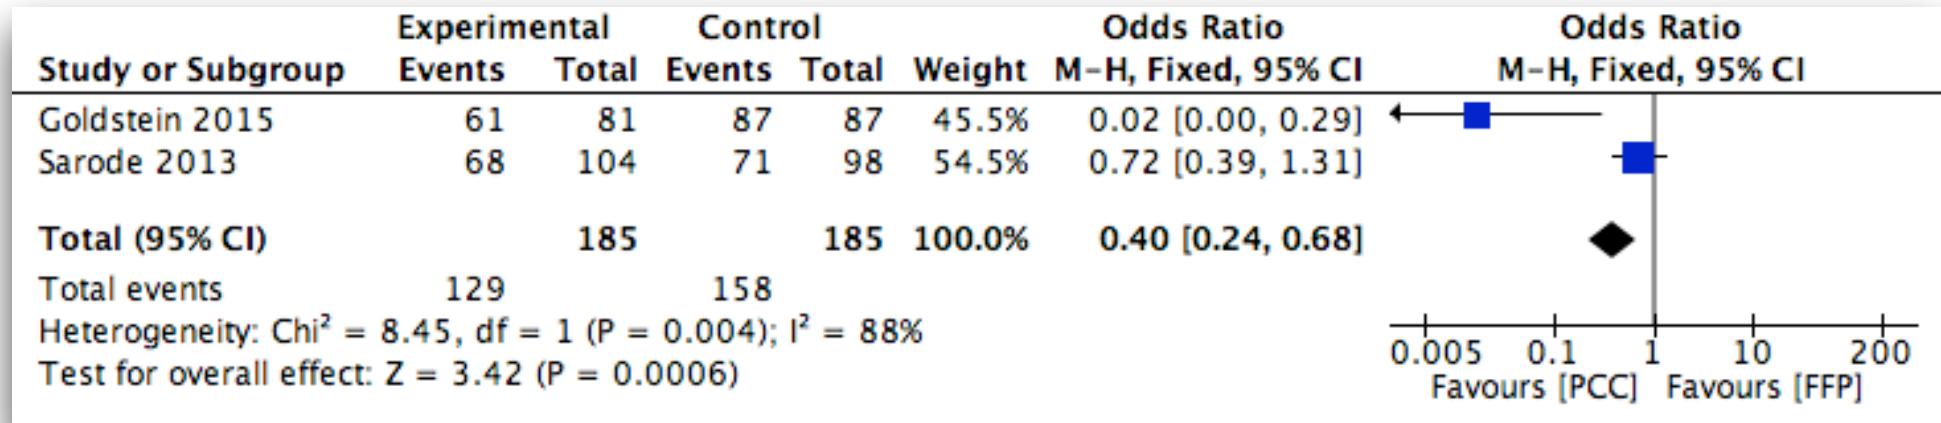 Experimental Control Odds Ratio Odds Ratio
Study or Subgroup Events Total Events Total Weight M-H, Fixed, 95% CI M-H, Fixed, 95% CI
Goldstein 2015 61 81 87 87 45.5% 0.02 [0.00, 0.29]
Sarode 2013 68 104 71 98 54.5% 0.72 [0.39, 1.31]
Total (95% CI) 185 185 100.0% 0.40 [0.24, 0.68]
Total events 129 158
Heterogeneity: Chi² = 8.45, df = 1 (P = 0.004); I² = 88%
Test for overall effect: Z = 3.42 (P = 0.0006)
0.005 0.1 1 10 200
Favours [PCC] Favours [FFP]